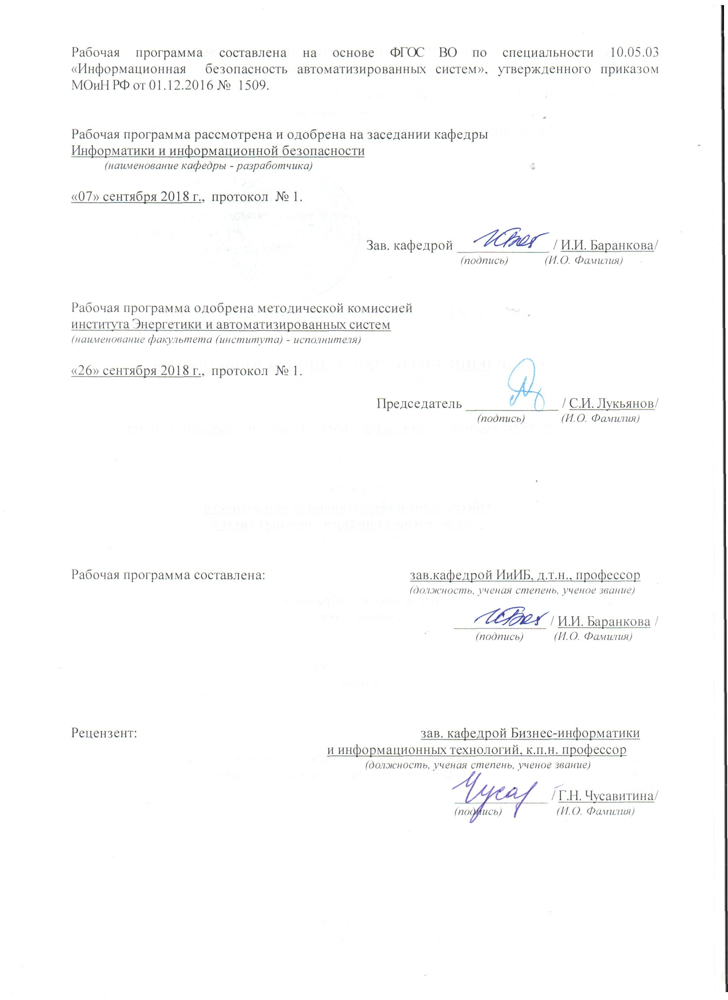 Рабочая программа составлена на основе ФГОС ВО по специальности 10.05.03
«Информационная безопасность автоматизированных систем», утвержденного приказом
МОиН РФ от 01.12.2016 № 1509.
Рабочая программа рассмотрена и одобрена на заседании кафедры
Информатики и информационной безопасности
(наименование кафедры - разработчика)
«07» сентября 2018 г., протокол № 1.
Зав. кафедрой ______________ / И.И. Баранкова/
(подпись) (И.О. Фамилия)
Рабочая программа одобрена методической комиссией
института Энергетики и автоматизированных систем
(наименование факультета (института) - исполнителя)
«26» сентября 2018 г., протокол № 1.
Председатель ______________ / С.И. Лукьянов/
(подпись) (И.О. Фамилия)
Рабочая программа составлена: зав.кафедрой ИиИБ, д.т.н., профессор
(должность, ученая степень, ученое звание)
______________ / И.И. Баранкова /
(подпись) (И.О. Фамилия)
Рецензент: зав. кафедрой Бизнес-информатики
и информационных технологий, к.п.н. профессор
(должность, ученая степень, ученое звание)
______________ / Г.Н. Чусавитина/
(подпись) (И.О. Фамилия)